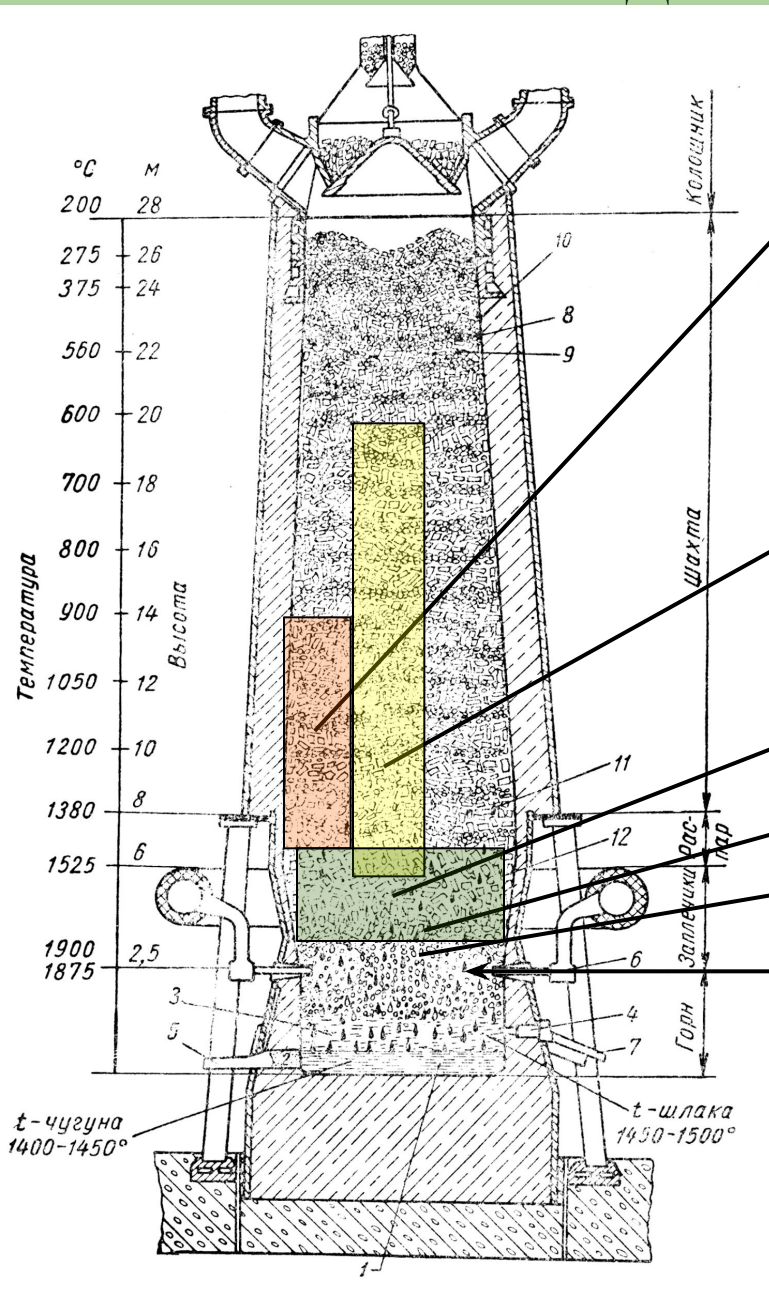 Колошник
°С м
200 28
275 26
375 24
560 22
600 20
700 18
800 16
900 14
1050 12
1200 10
1380 8
1525 6
1900
1875 2,5
Температура
Высота
10
8
9
Шахта
11
12
Рас-
пар
Заплечики
6
Горн
3
5
2
4
7
t-чугуна
1400-1450°
t-шлака
1450-1500°
1